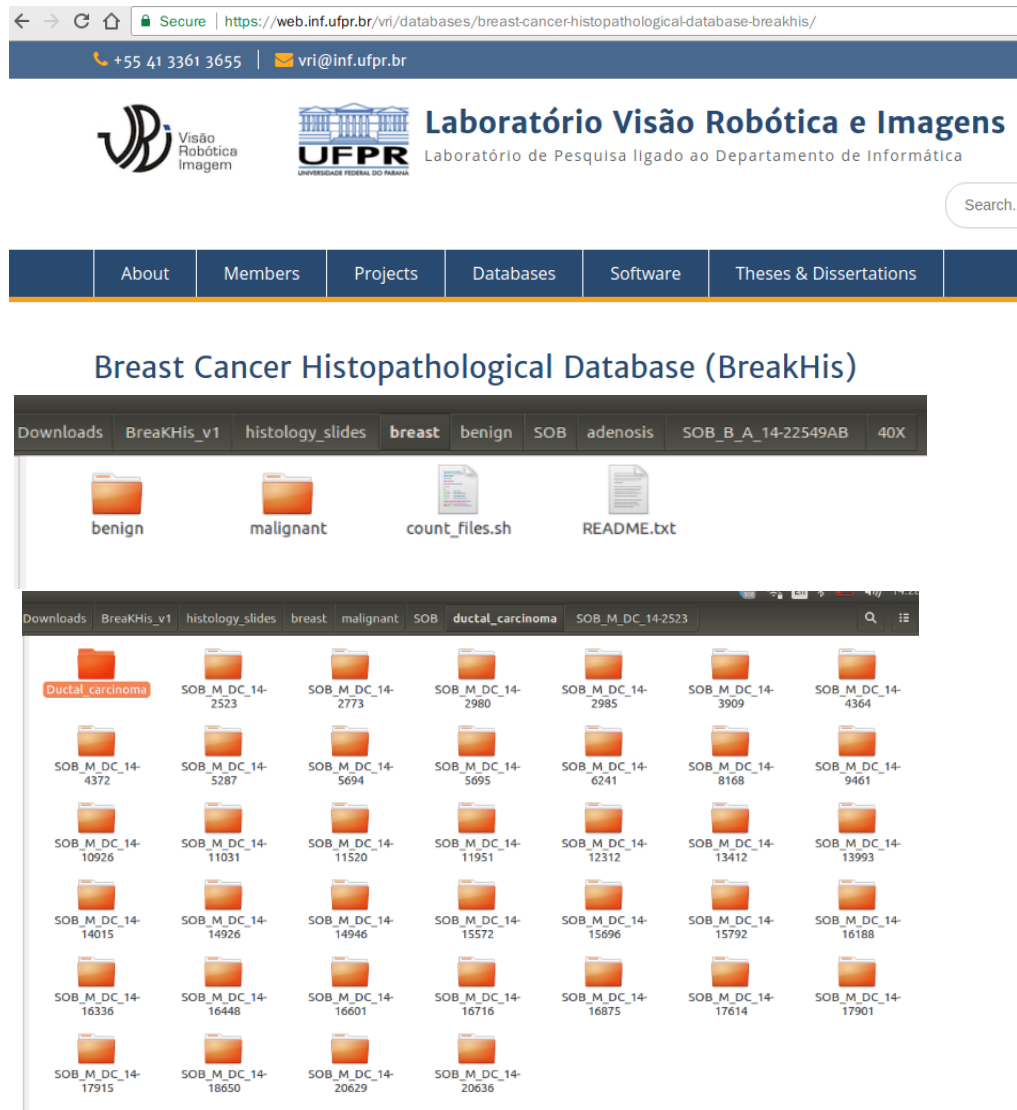 Secure | https://web.inf.ufpr.br/vri/databases/breast-cancer-histopathological-database-breakhis/
+55 41 3361 3655 | vri@inf.ufpr.br
Visão
Robótica
Imagem
UFPR
UNIVERSIDADE FEDERAL DO PARANÁ
Laboratório Visão Robótica e Imagens
Laboratório de Pesquisa ligado ao Departamento de Informática
Search.
About Members Projects Databases Software Theses & Dissertations
Breast Cancer Histopathological Database (BreakHis)
Downloads BreaKHis_v1 histology_slides breast benign SOB adenosis SOB_B_A_14-22549AB 40X
benign malignant count_files.sh README.txt
Downloads BreaKHis_v1 histology_slides breast malignant SOB ductal_carcinoma SOB_M_DC_14-2523
Ductal_carcinoma SOB_M_DC_14- SOB_M_DC_14- SOB_M_DC_14- SOB_M_DC_14- SOB_M_DC_14- SOB_M_DC_14-
2523 2773 2980 2985 3909 4364
SOB_M_DC_14- SOB_M_DC_14- SOB_M_DC_14- SOB_M_DC_14- SOB_M_DC_14- SOB_M_DC_14- SOB_M_DC_14-
4372 5287 5694 5695 6241 8168 9461
SOB_M_DC_14- SOB_M_DC_14- SOB_M_DC_14- SOB_M_DC_14- SOB_M_DC_14- SOB_M_DC_14- SOB_M_DC_14-
10926 11031 11520 11951 12312 13412 13993
SOB_M_DC_14- SOB_M_DC_14- SOB_M_DC_14- SOB_M_DC_14- SOB_M_DC_14- SOB_M_DC_14- SOB_M_DC_14-
14015 14926 14946 15572 15696 15792 16188
SOB_M_DC_14- SOB_M_DC_14- SOB_M_DC_14- SOB_M_DC_14- SOB_M_DC_14- SOB_M_DC_14- SOB_M_DC_14-
16336 16448 16601 16716 16875 17614 17901
SOB_M_DC_14- SOB_M_DC_14- SOB_M_DC_14- SOB_M_DC_14-
17915 18650 20629 20636